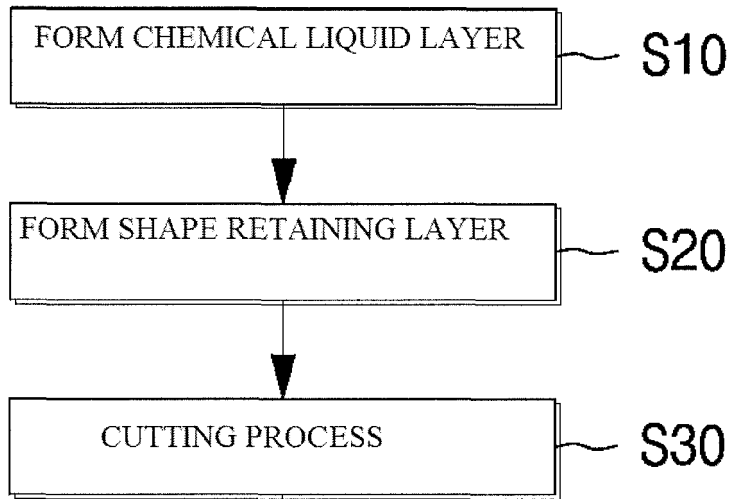 FORM CHEMICAL LIQUID LAYER
S10
FORM SHAPE RETAINING LAYER
S20
CUTTING PROCESS
S30